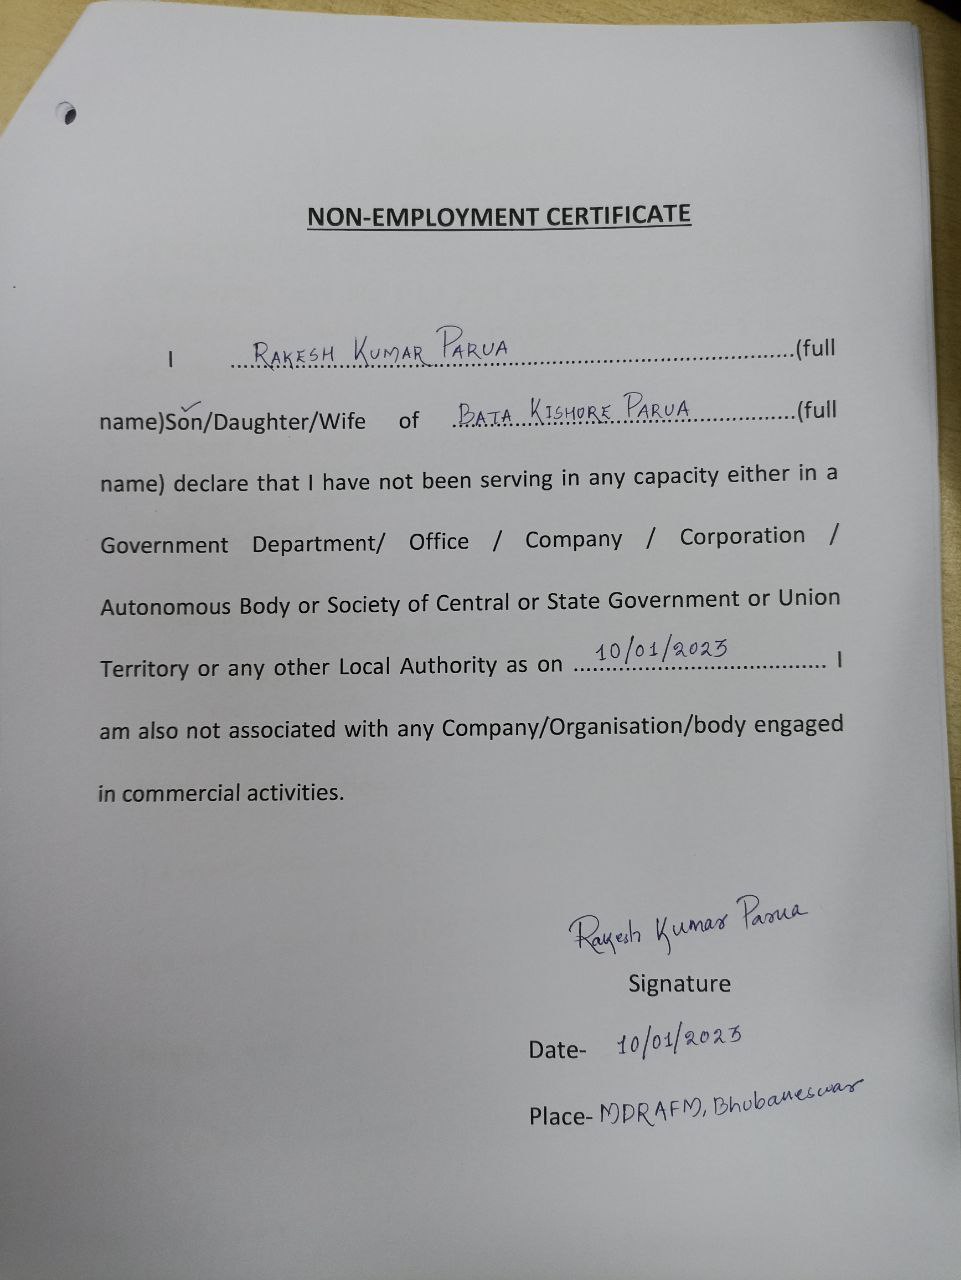 NON-EMPLOYMENT CERTIFICATE
I ....RAKESH KUMAR PARUA....(full
name)Son/Daughter/Wife of ....BATA KISHORE PARUA....(full
name) declare that I have not been serving in any capacity either in a
Government Department/ Office / Company / Corporation /
Autonomous Body or Society of Central or State Government or Union
Territory or any other Local Authority as on ....10/01/2023.... I
am also not associated with any Company/Organisation/body engaged
in commercial activities.
Rakesh Kumar Parua
Signature
Date- 10/01/2023
Place- MDRAFM, Bhubaneswar